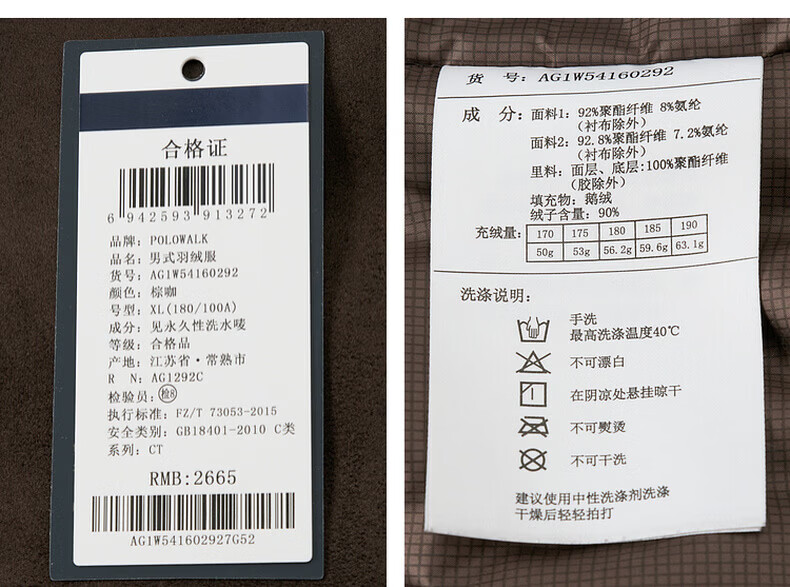 合格证
6 942593 913272
品牌: POLOWALK
品名: 男式羽绒服
货号: AG1W54160292
颜色: 棕咖
号型: XL(180/100A)
成分: 见永久性洗水唛
等级: 合格品
产地: 江苏省·常熟市
R N: AG1292C
检验员: 检8
执行标准: FZ/T 73053-2015
安全类别: GB18401-2010 C类
系列: CT
RMB:2665
AG1W541602927G52
货 号: AG1W54160292
成 分: 面料1: 92%聚酯纤维 8%氨纶
(衬布除外)
面料2: 92.8%聚酯纤维 7.2%氨纶
(衬布除外)
里料: 面层、底层:100%聚酯纤维
(胶除外)
填充物: 鹅绒
绒子含量: 90%
充绒量: 170 175 180 185 190
50g 53g 56.2g 59.6g 63.1g
洗涤说明:
手洗
最高洗涤温度40℃
不可漂白
在阴凉处悬挂晾干
不可熨烫
不可干洗
建议使用中性洗涤剂洗涤
干燥后轻轻拍打